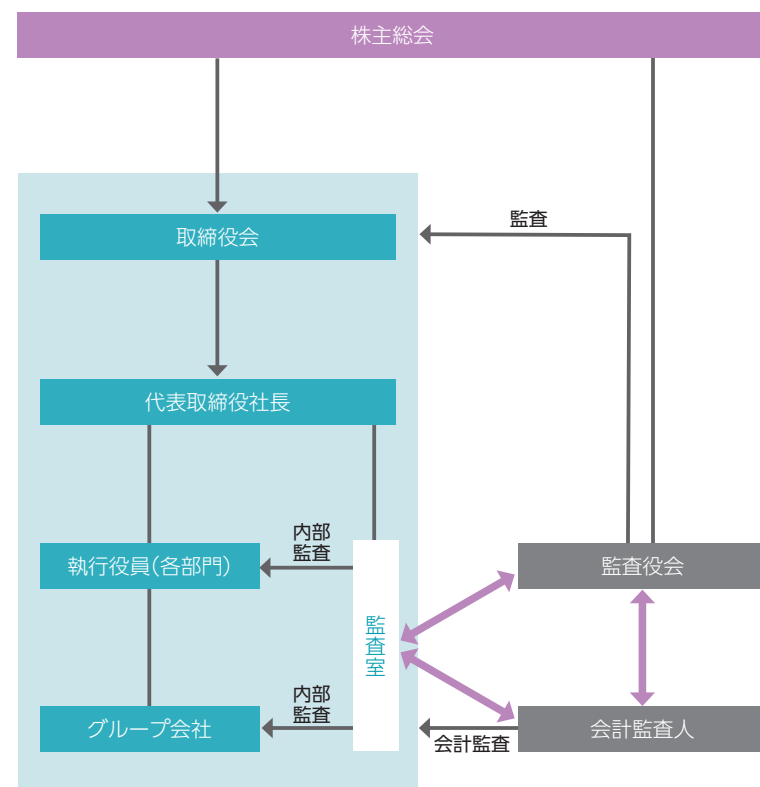 株主総会
取締役会
監査
代表取締役社長
内部
監査
執行役員(各部門)
監査役会
監
査
室
内部
監査
グループ会社
会計監査
会計監査人